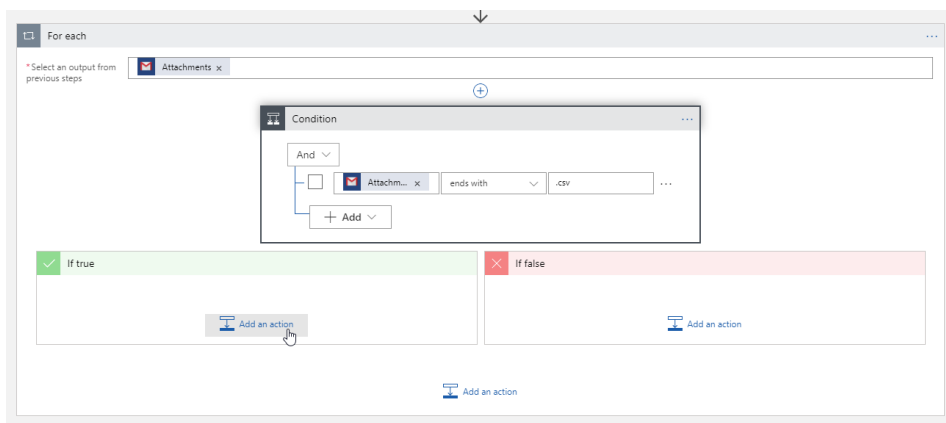 For each
*Select an output from
previous steps
Attachments ×
Condition
And
Attachm... ×
ends with
.csv
Add
If true
If false
Add an action
Add an action
Add an action